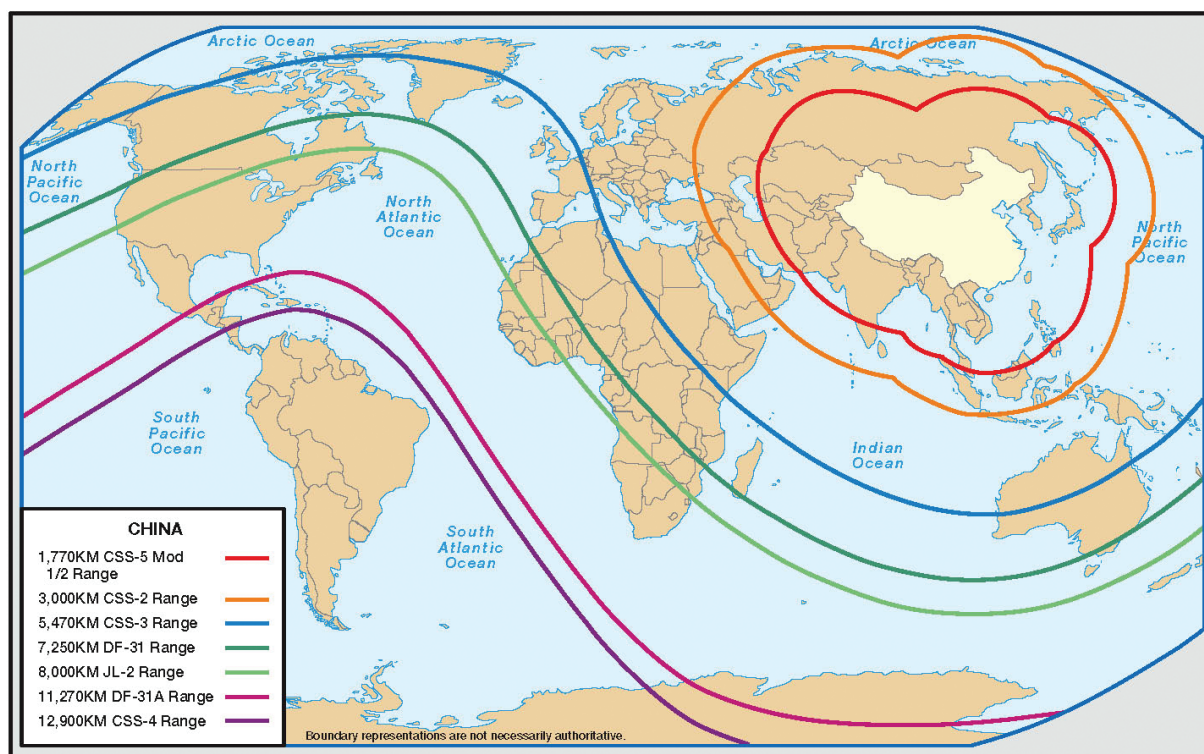 Arctic Ocean
Arctic Ocean
North
Pacific
Ocean
North
Atlantic
Ocean
North
Pacific
Ocean
South
Pacific
Ocean
Indian
Ocean
South
Atlantic
Ocean
CHINA
1,770KM CSS-5 Mod
1/2 Range
3,000KM CSS-2 Range
5,470KM CSS-3 Range
7,250KM DF-31 Range
8,000KM JL-2 Range
11,270KM DF-31A Range
12,900KM CSS-4 Range
Boundary representations are not necessarily authoritative.